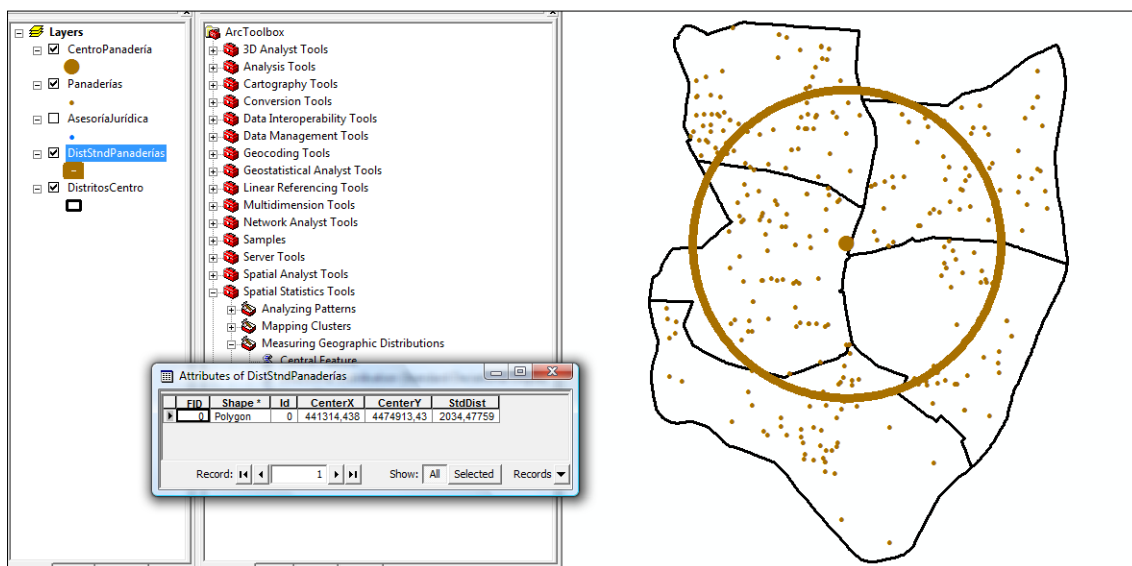 Layers
CentroPanadería
Panaderías
AsesoríaJurídica
DistStndPanaderías
DistritosCentro
ArcToolbox
3D Analyst Tools
Analysis Tools
Cartography Tools
Conversion Tools
Data Interoperability Tools
Data Management Tools
Geocoding Tools
Geostatistical Analyst Tools
Linear Referencing Tools
Multidimension Tools
Network Analyst Tools
Samples
Server Tools
Spatial Analyst Tools
Spatial Statistics Tools
Analyzing Patterns
Mapping Clusters
Measuring Geographic Distributions
Central Feature
Attributes of DistStndPanaderías
FID Shape * Id CenterX CenterY StdDist
0 Polygon 0 441314,438 4474913,43 2034,47759
Record: 1 Show: All Selected Records